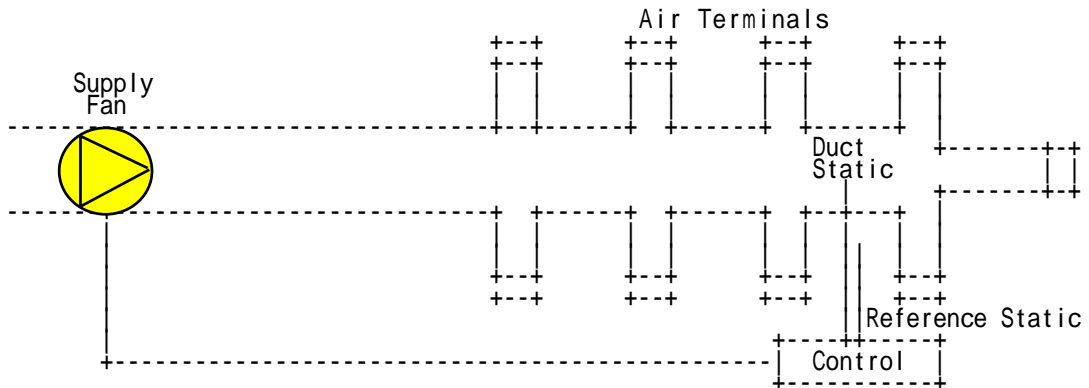 Air Terminals
Supply
Fan
Duct
Static
Reference Static
Control